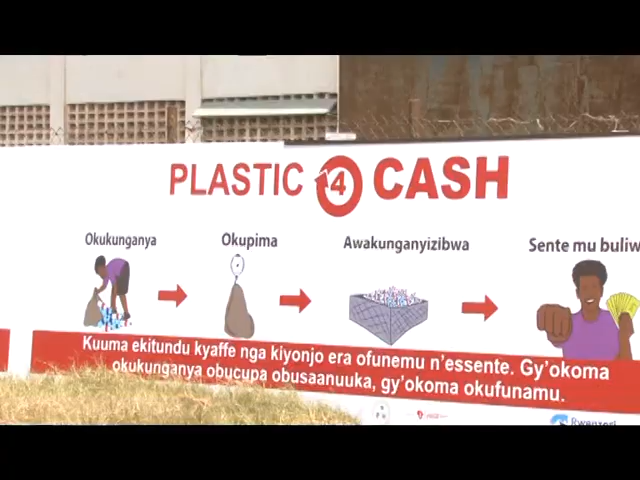 PLASTIC 4 CASH
Okukunganya
Okupima
Awakunganyizibwa
Sente mu buliw
Kuuma ekitundu kyaffe nga kiyonjo era ofunemu n'essente. Gy'okoma
okukunganya obucupa obusaanuuka, gy'okoma okufunamu.
Rwenzori